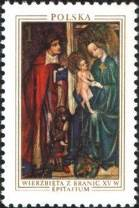 POLSKA
WIERZBIĘTA Z BRANIC, XV W.
EPITAFIUM